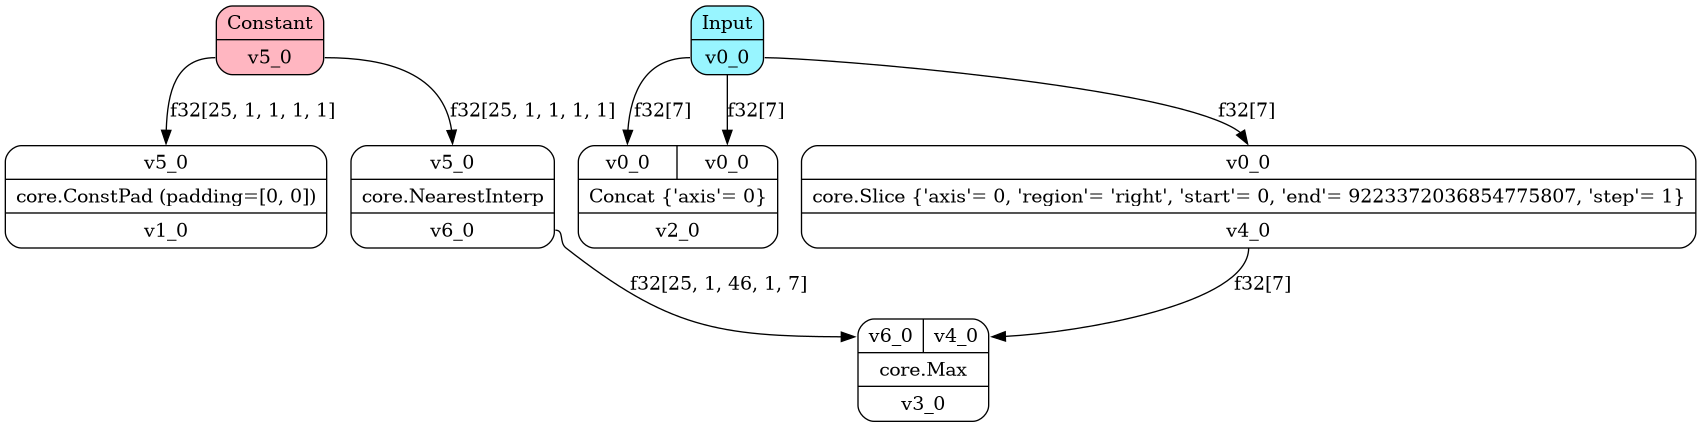 Constant
v5_0
Input
v0_0
f32[25, 1, 1, 1, 1]
f32[25, 1, 1, 1, 1]
f32[7]
f32[7]
f32[7]
v5_0
core.ConstPad (padding=[0, 0])
v1_0
v5_0
core.NearestInterp
v6_0
v0_0
v0_0
Concat {'axis'= 0}
v2_0
v0_0
core.Slice {'axis'= 0, 'region'= 'right', 'start'= 0, 'end'= 9223372036854775807, 'step'= 1}
v4_0
f32[25, 1, 46, 1, 7]
f32[7]
v6_0
v4_0
core.Max
v3_0